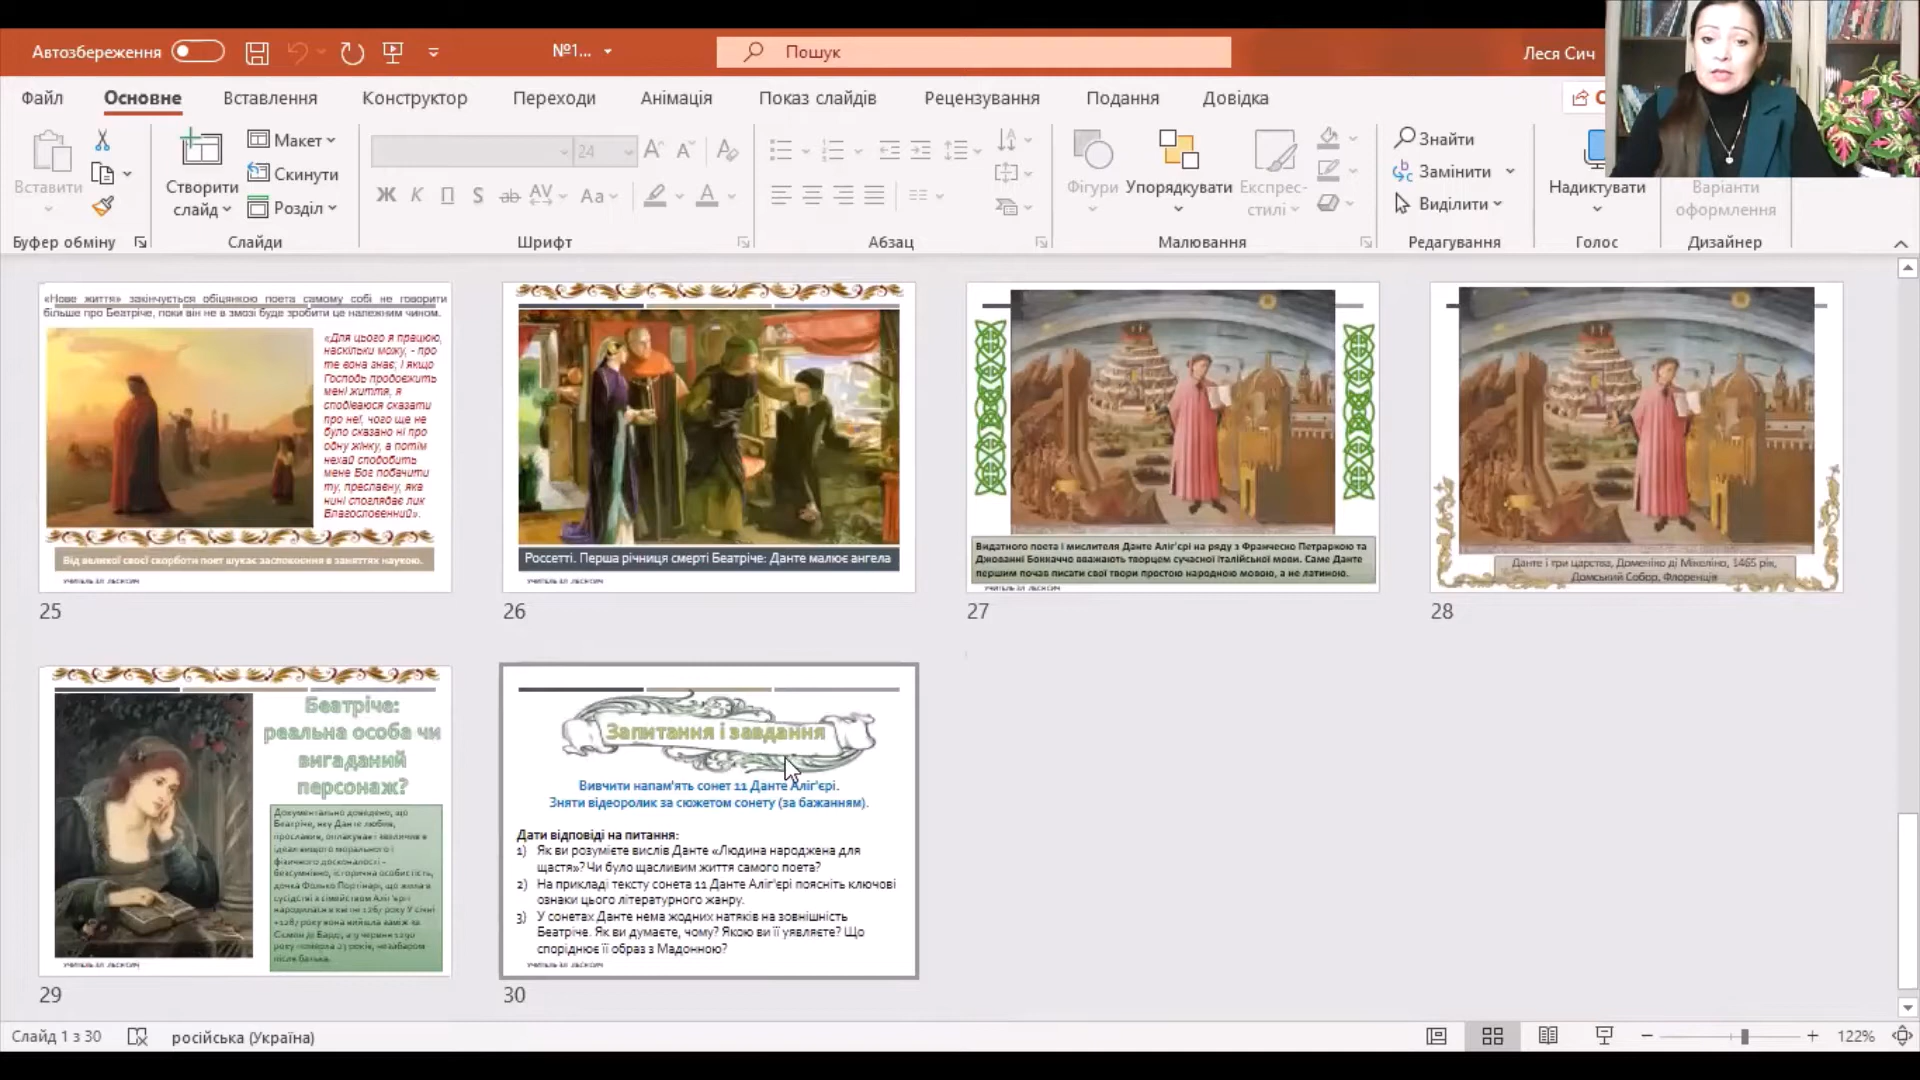 Автозбереження
№1...
Пошук
Леся Сич
Файл
Основне
Вставлення
Конструктор
Переходи
Анімація
Показ слайдів
Рецензування
Подання
Довідка
Вставити
Створити слайд
Макет
Скинути
Розділ
24
Фігури
Упорядкувати
Експрес-стилі
Знайти
Замінити
Виділити
Надиктувати
Варіанти оформлення
Буфер обміну
Слайди
Шрифт
Абзац
Малювання
Редагування
Голос
Дизайнер
«Нове життя» закінчується обіцянкою поета самому собі не говорити
більше про Беатріче, поки він не в змозі буде зробити це належним чином.
«Для цього я працюю,
наскільки можу, - про
те вона знає; і якщо
Господь продовжить
мені життя, я
сподіваюся сказати
про неї, чого ще не
було сказано ні про
одну жінку, а потім
нехай сподобить
мене Бог побачити
ту, преславну, яка
нині споглядає лик
Благословенний».
Від великої своєї скорботи поет шукає заспокоєння в заняттях наукою.
25
Россетті. Перша річниця смерті Беатріче: Данте малює ангела
26
Видатного поета і мислителя Данте Аліг'єрі на ряду з Франческо Петраркою та
Джованні Боккаччо вважають творцем сучасної італійської мови. Саме Данте
першим почав писати свої твори простою народною мовою, а не латиною.
27
Данте і три царства, Доменіко ді Мікеліно, 1465 рік,
Домський Собор, Флоренція
28
Беатріче:
реальна особа чи
вигаданий
персонаж?
Документально доведено, що
Беатріче, яку Данте любив,
29
Запитання і завдання
Вивчити напам'ять сонет 11 Данте Аліг'єрі.
Зняти відеоролик за сюжетом сонету (за бажанням).
Дати відповіді на питання:
1) Як ви розумієте вислів Данте «Людина народжена для
щастя»? Чи було щасливим життя самого поета?
2) На прикладі тексту сонета 11 Данте Аліг'єрі поясніть ключові
ознаки цього літературного жанру.
3) У сонетах Данте нема жодних натяків на зовнішність
Беатріче. Як ви думаєте, чому? Якою ви її уявляєте? Що
споріднює її образ з Мадонною?
30
Слайд 1 з 30
російська (Україна)
122%